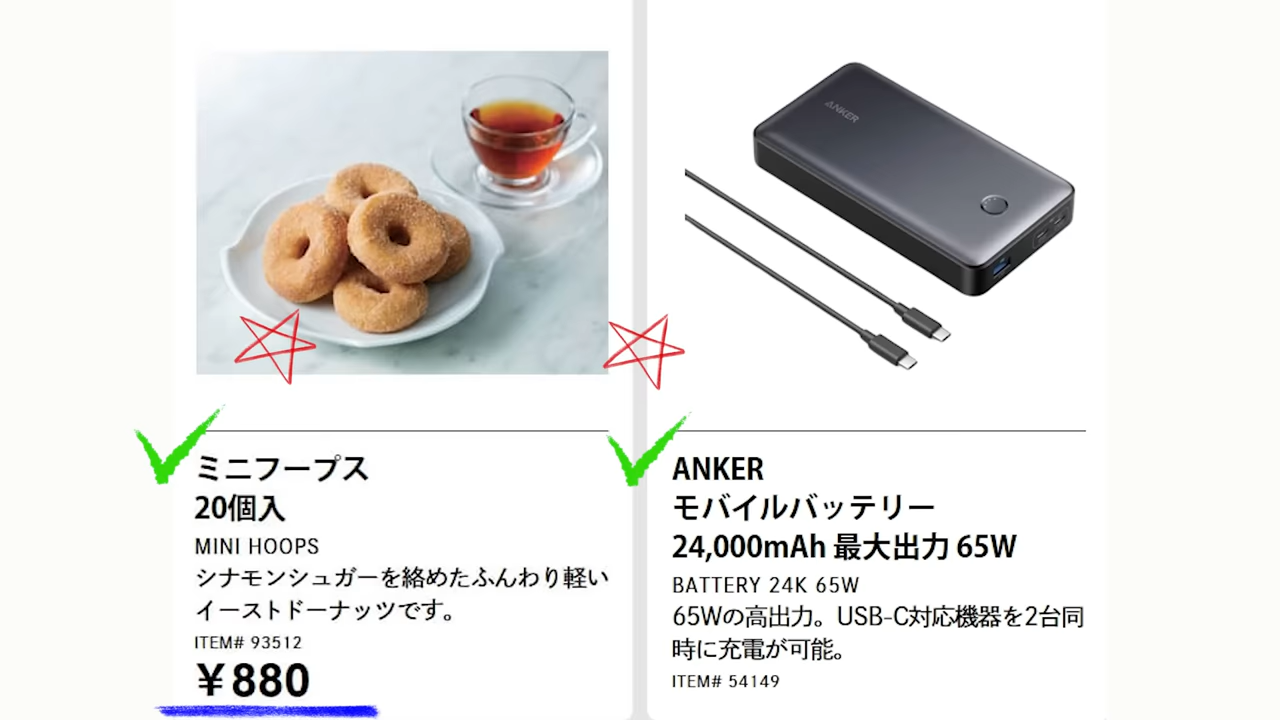 ANKER
ミニフープス
20個入
MINI HOOPS
シナモンシュガーを絡めたふんわり軽い
イーストドーナッツです。
ITEM# 93512
￥880
ANKER
モバイルバッテリー
24,000mAh 最大出力 65W
BATTERY 24K 65W
65Wの高出力。USB-C対応機器を2台同
時に充電が可能。
ITEM# 54149